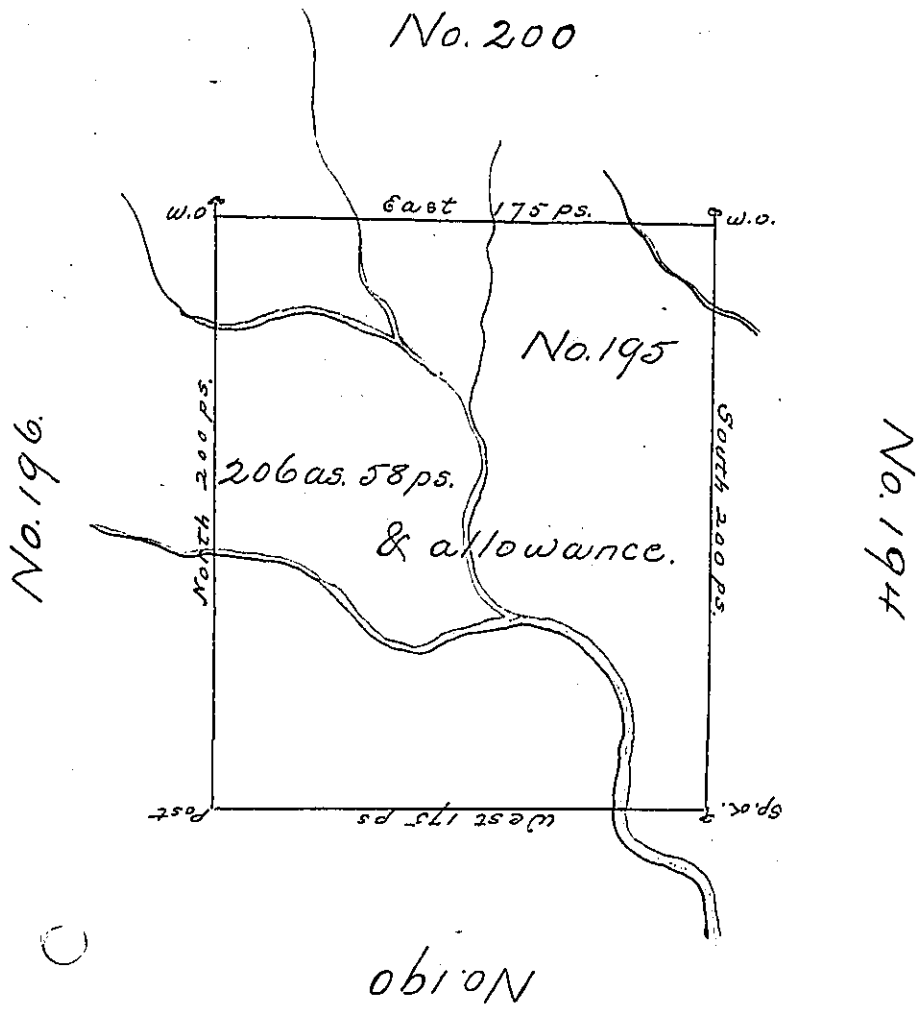 No. 200
W.O.
East 175 ps.
W.O.
No. 195
North 200 ps.
South 200 ps.
206 as. 58 ps.
& allowance.
No. 196.
No. 194
Post
West 175 ps
Sp. O.
No. 190